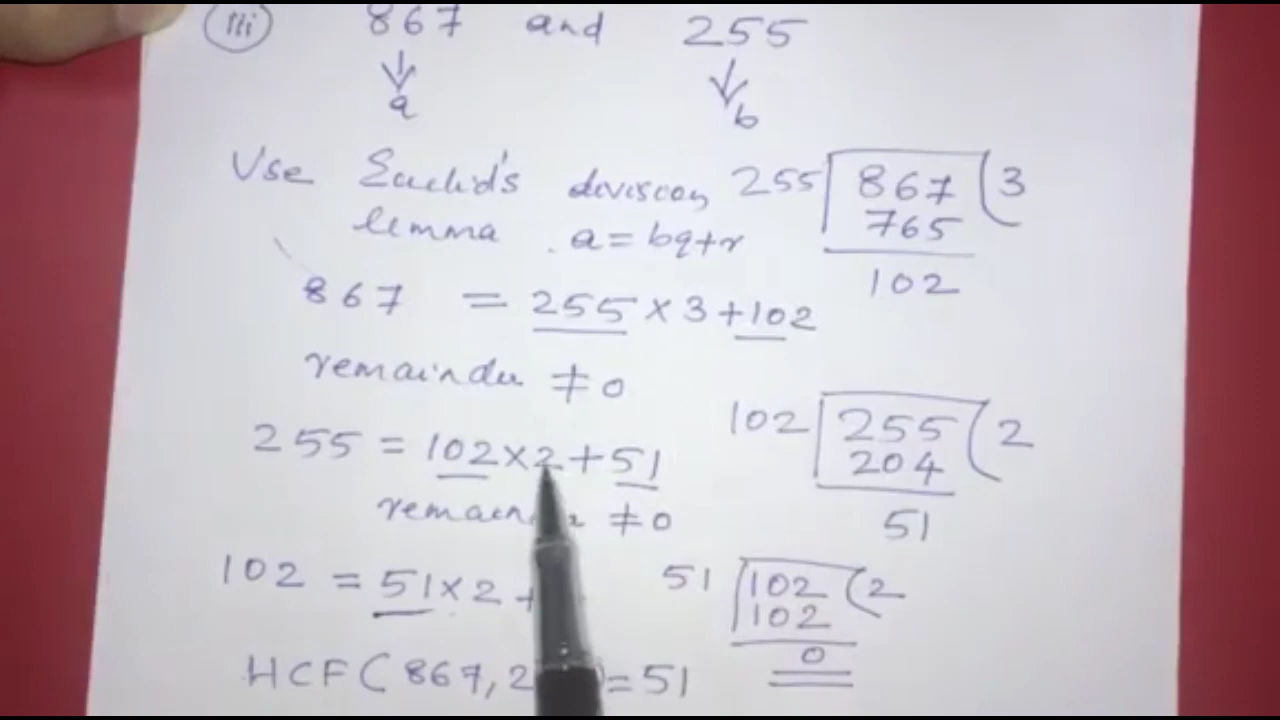 (iii) 867 and 255
↓ ↓
a b
Use Euclid's division
lemma . a = bq+r
255 867 3
765
102
867 = 255 × 3 + 102
remainder ≠ 0
255 = 102 × 2 + 51
remainder ≠ 0
102 255 2
204
51
102 = 51 × 2 +
51 102 2
102
0
HCF ( 867, 2 ) = 51